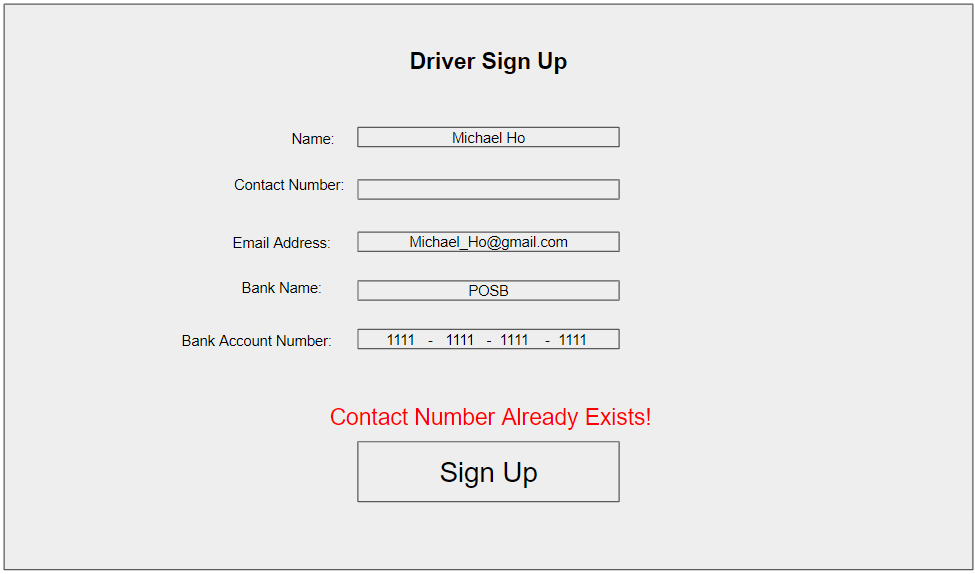 Driver Sign Up
Name: Michael Ho
Contact Number:
Email Address: Michael_Ho@gmail.com
Bank Name: POSB
Bank Account Number: 1111 - 1111 - 1111 - 1111
Contact Number Already Exists!
Sign Up